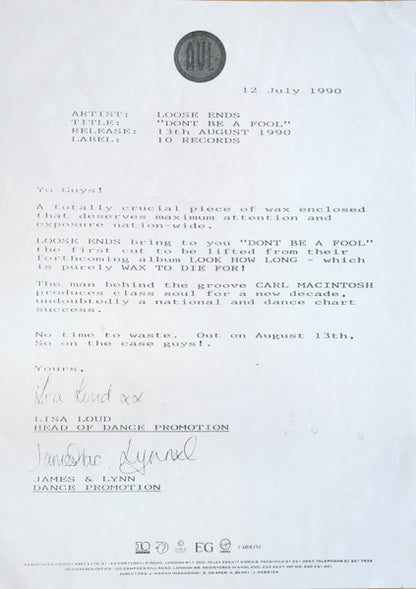 AVL
12 July 1990
ARTIST: LOOSE ENDS
TITLE: "DONT BE A FOOL"
RELEASE: 13th AUGUST 1990
LABEL: 10 RECORDS
Yo Guys!
A totally crucial piece of wax enclosed
that deserves maximum attention and
exposure nation-wide.
LOOSE ENDS bring to you "DONT BE A FOOL"
the first cut to be lifted from their
forthcoming album LOOK HOW LONG - which
is purely WAX TO DIE FOR!
The man behind the groove CARL MACINTOSH
produces class soul for a new decade,
undoubtedly a national and dance chart
success.
No time to waste. Out on August 13th,
So on the case guys!.
Yours,
Lisa Loud xx
LISA LOUD
HEAD OF DANCE PROMOTION
James Lynn
JAMES & LYNN
DANCE PROMOTION
10
EG
CAROLINE